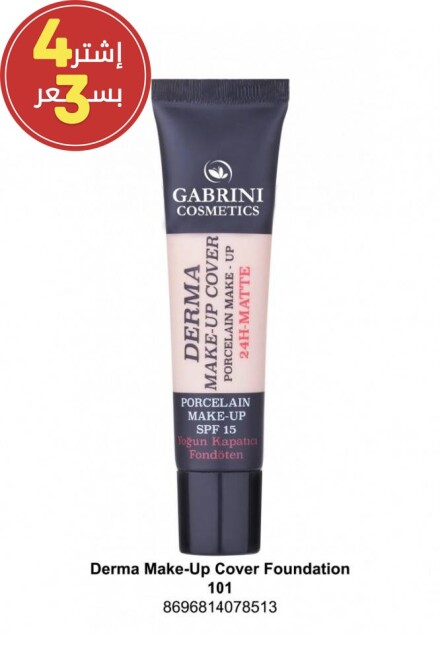 إشتر 4
بسعر 3
GABRINI
COSMETICS
DERMA
MAKE-UP COVER
PORCELAIN MAKE - UP
24H-MATTE
PORCELAIN
MAKE-UP
SPF 15
Yoğun Kapatıcı
Fondöten
Derma Make-Up Cover Foundation
101
8696814078513